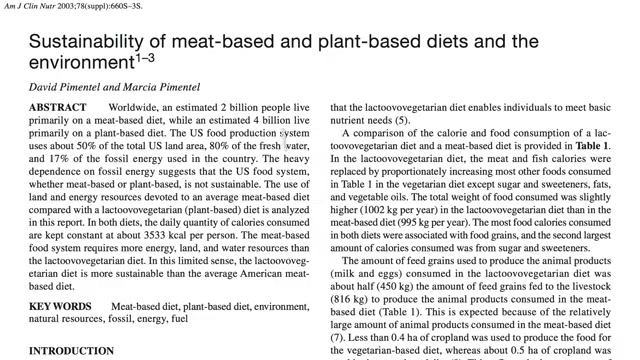 Am J Clin Nutr 2003;78(suppl):660S–3S.
Sustainability of meat-based and plant-based diets and the
environment1–3
David Pimentel and Marcia Pimentel
ABSTRACT Worldwide, an estimated 2 billion people live
primarily on a meat-based diet, while an estimated 4 billion live
primarily on a plant-based diet. The US food production system
uses about 50% of the total US land area, 80% of the fresh water,
and 17% of the fossil energy used in the country. The heavy
dependence on fossil energy suggests that the US food system,
whether meat-based or plant-based, is not sustainable. The use of
land and energy resources devoted to an average meat-based diet
compared with a lactoovovegetarian (plant-based) diet is analyzed
in this report. In both diets, the daily quantity of calories consumed
are kept constant at about 3533 kcal per person. The meat-based
food system requires more energy, land, and water resources than
the lactoovovegetarian diet. In this limited sense, the lactoovoveg-
etarian diet is more sustainable than the average American meat-
based diet.
KEY WORDS Meat-based diet, plant-based diet, environment,
natural resources, fossil, energy, fuel
INTRODUCTION
that the lactoovovegetarian diet enables individuals to meet basic
nutrient needs (5).
A comparison of the calorie and food consumption of a lac-
toovovegetarian diet and a meat-based diet is provided in Table 1.
In the lactoovovegetarian diet, the meat and fish calories were
replaced by proportionately increasing most other foods consumed
in Table 1 in the vegetarian diet except sugar and sweeteners, fats,
and vegetable oils. The total weight of food consumed was slightly
higher (1002 kg per year) in the lactoovovegetarian diet than in the
meat-based diet (995 kg per year). The most food calories consumed
in both diets were associated with food grains, and the second largest
amount of calories consumed was from sugar and sweeteners.
The amount of feed grains used to produce the animal products
(milk and eggs) consumed in the lactoovovegetarian diet was
about half (450 kg) the amount of feed grains fed to the livestock
(816 kg) to produce the animal products consumed in the meat-
based diet (Table 1). This is expected because of the relatively
large amount of animal products consumed in the meat-based diet
(7). Less than 0.4 ha of cropland was used to produce the food for
the vegetarian-based diet, whereas about 0.5 ha of cropland was